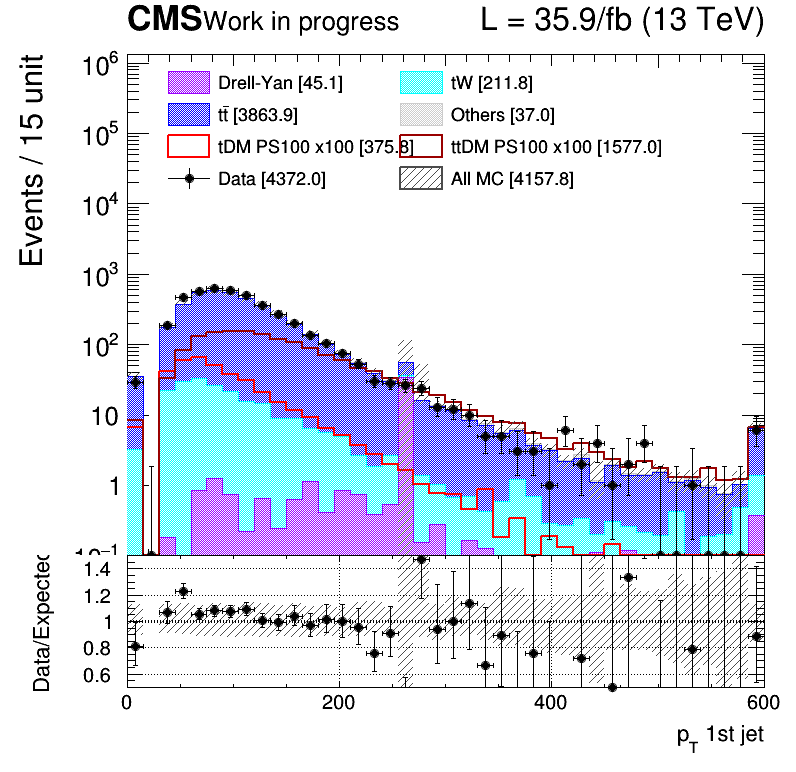 CMS Work in progress L = 35.9/fb (13 TeV)
Events / 15 unit
10⁶
10⁵
10⁴
10³
10²
10
1
10⁻¹
Drell-Yan [45.1] tW [211.8]
tt̄ [3863.9] Others [37.0]
tDM PS100 x100 [375.8] ttDM PS100 x100 [1577.0]
Data [4372.0] All MC [4157.8]
Data/Expected
1.4
1.2
1
0.8
0.6
0 200 400 600
p_T 1st jet